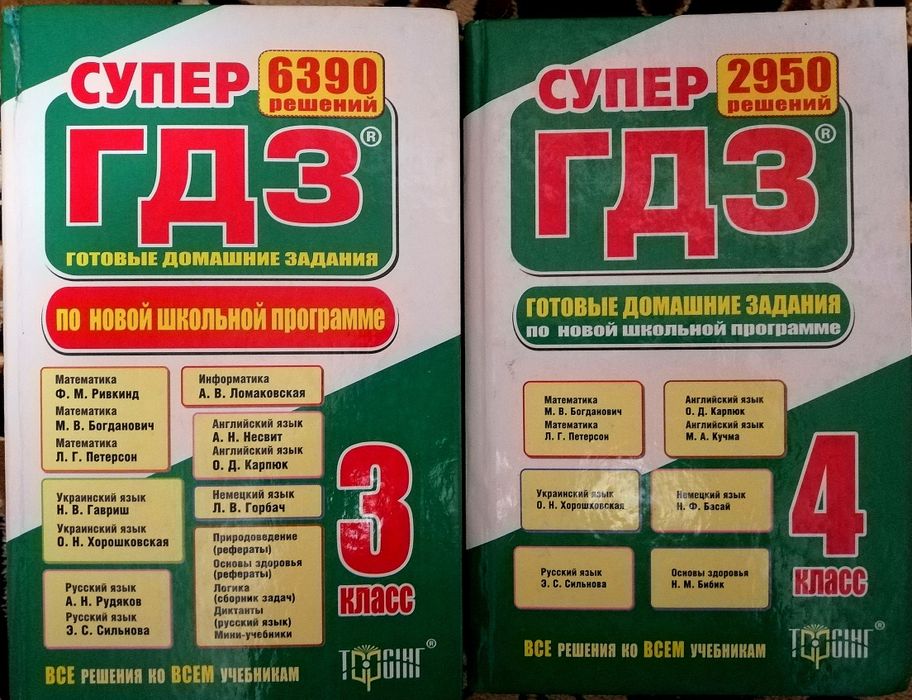 СУПЕР
6390
решений
ГДЗ®
ГОТОВЫЕ ДОМАШНИЕ ЗАДАНИЯ
ПО НОВОЙ ШКОЛЬНОЙ ПРОГРАММЕ
Математика
Ф. М. Ривкинд
Математика
М. В. Богданович
Математика
Л. Г. Петерсон
Информатика
А. В. Ломаковская
Английский язык
А. Н. Несвит
Английский язык
О. Д. Карпюк
Украинский язык
Н. В. Гавриш
Украинский язык
О. Н. Хорошковская
Немецкий язык
Л. В. Горбач
Природоведение
(рефераты)
Основы здоровья
(рефераты)
Логика
(сборник задач)
Диктанты
(русский язык)
Мини-учебники
Русский язык
А. Н. Рудяков
Русский язык
Э. С. Сильнова
3
КЛАСС
ВСЕ РЕШЕНИЯ КО ВСЕМ УЧЕБНИКАМ
ТОРСІНГ®
СУПЕР
2950
решений
ГДЗ®
ГОТОВЫЕ ДОМАШНИЕ ЗАДАНИЯ
ПО НОВОЙ ШКОЛЬНОЙ ПРОГРАММЕ
Математика
М. В. Богданович
Математика
Л. Г. Петерсон
Английский язык
О. Д. Карпюк
Английский язык
М. А. Кучма
Украинский язык
О. Н. Хорошковская
Немецкий язык
Н. Ф. Басай
Русский язык
Э. С. Сильнова
Основы здоровья
Н. М. Бибик
4
КЛАСС
ВСЕ РЕШЕНИЯ КО ВСЕМ УЧЕБНИКАМ
ТОРСІНГ®